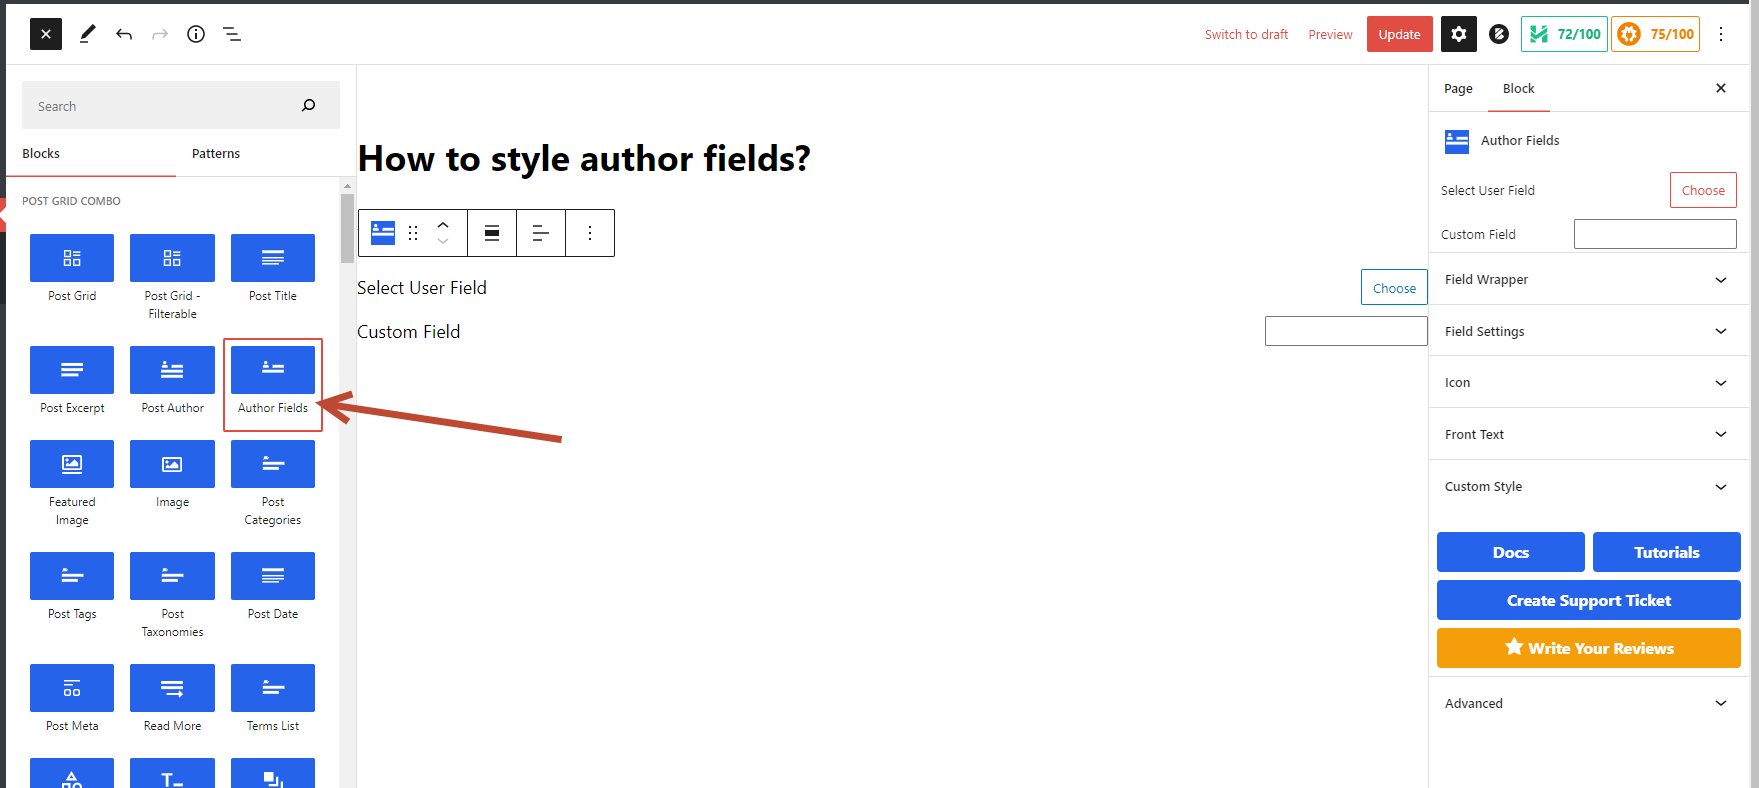 Switch to draft
Preview
Update
72/100
75/100
Search
Blocks
Patterns
POST GRID COMBO
Post Grid
Post Grid -
Filterable
Post Title
Post Excerpt
Post Author
Author Fields
Featured
Image
Image
Post
Categories
Post Tags
Post
Taxonomies
Post Date
Post Meta
Read More
Terms List
How to style author fields?
Select User Field
Choose
Custom Field
Page
Block
Author Fields
Select User Field
Choose
Custom Field
Field Wrapper
Field Settings
Icon
Front Text
Custom Style
Docs
Tutorials
Create Support Ticket
Write Your Reviews
Advanced